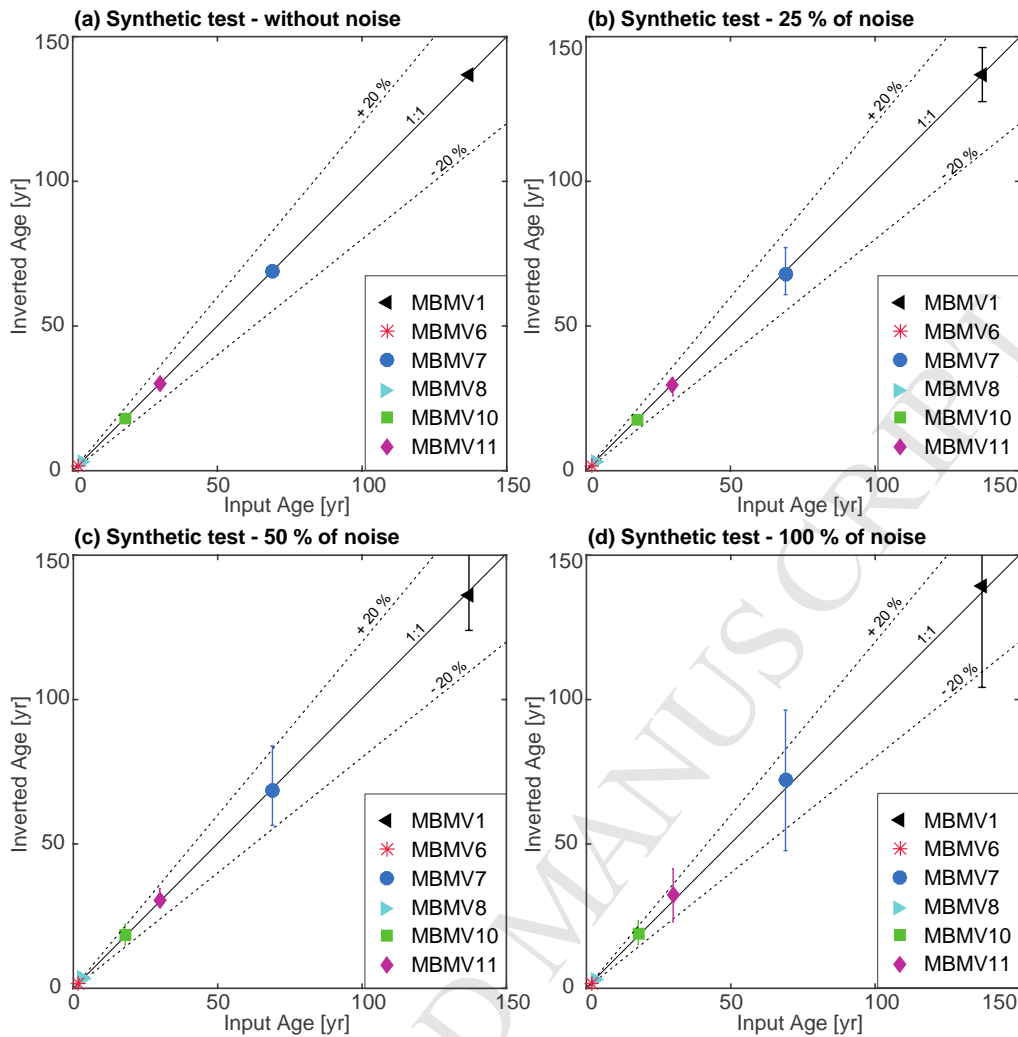 (a) Synthetic test - without noise
150
100
50
0
Inverted Age [yr]
+ 20 %
1:1
- 20 %
MBMV1
MBMV6
MBMV7
MBMV8
MBMV10
MBMV11
0 50 100 150
Input Age [yr]
(b) Synthetic test - 25 % of noise
150
100
50
0
Inverted Age [yr]
+ 20 %
1:1
- 20 %
MBMV1
MBMV6
MBMV7
MBMV8
MBMV10
MBMV11
0 50 100 150
Input Age [yr]
(c) Synthetic test - 50 % of noise
150
100
50
0
Inverted Age [yr]
+ 20 %
1:1
- 20 %
MBMV1
MBMV6
MBMV7
MBMV8
MBMV10
MBMV11
0 50 100 150
Input Age [yr]
(d) Synthetic test - 100 % of noise
150
100
50
0
Inverted Age [yr]
+ 20 %
1:1
- 20 %
MBMV1
MBMV6
MBMV7
MBMV8
MBMV10
MBMV11
0 50 100 150
Input Age [yr]
D MANUSCRIPT